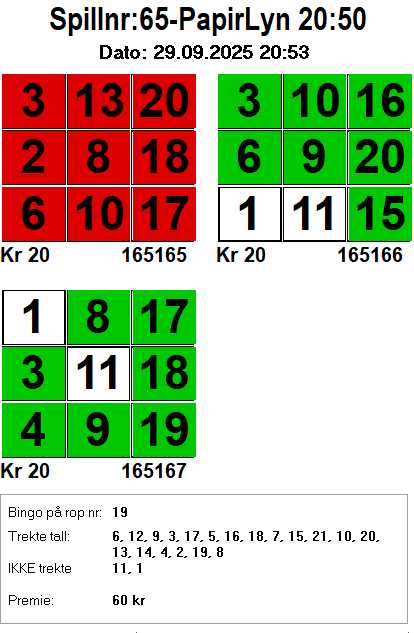 Spillnr:65-PapirLyn 20:50
Dato: 29.09.2025 20:53
3 13 20
2 8 18
6 10 17
Kr 20 165165
3 10 16
6 9 20
1 11 15
Kr 20 165166
1 8 17
3 11 18
4 9 19
Kr 20 165167
Bingo på rop nr: 19
Trekte tall: 6, 12, 9, 3, 17, 5, 16, 18, 7, 15, 21, 10, 20,
13, 14, 4, 2, 19, 8
IKKE trekte 11, 1
Premie: 60 kr